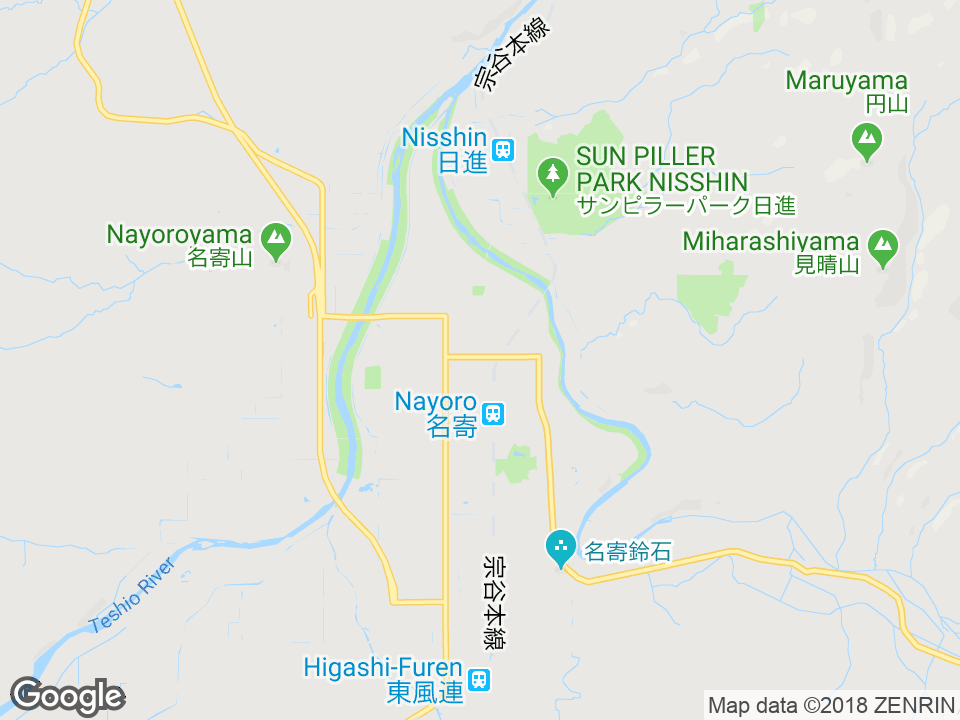 宗谷本線
Maruyama
円山
Nisshin
日進
SUN PILLER
PARK NISSHIN
サンピラーパーク日進
Nayoroyama
名寄山
Miharashiyama
見晴山
Nayoro
名寄
名寄鈴石
宗谷本線
Teshio River
Higashi-Furen
東風連
Google
Map data ©2018 ZENRIN